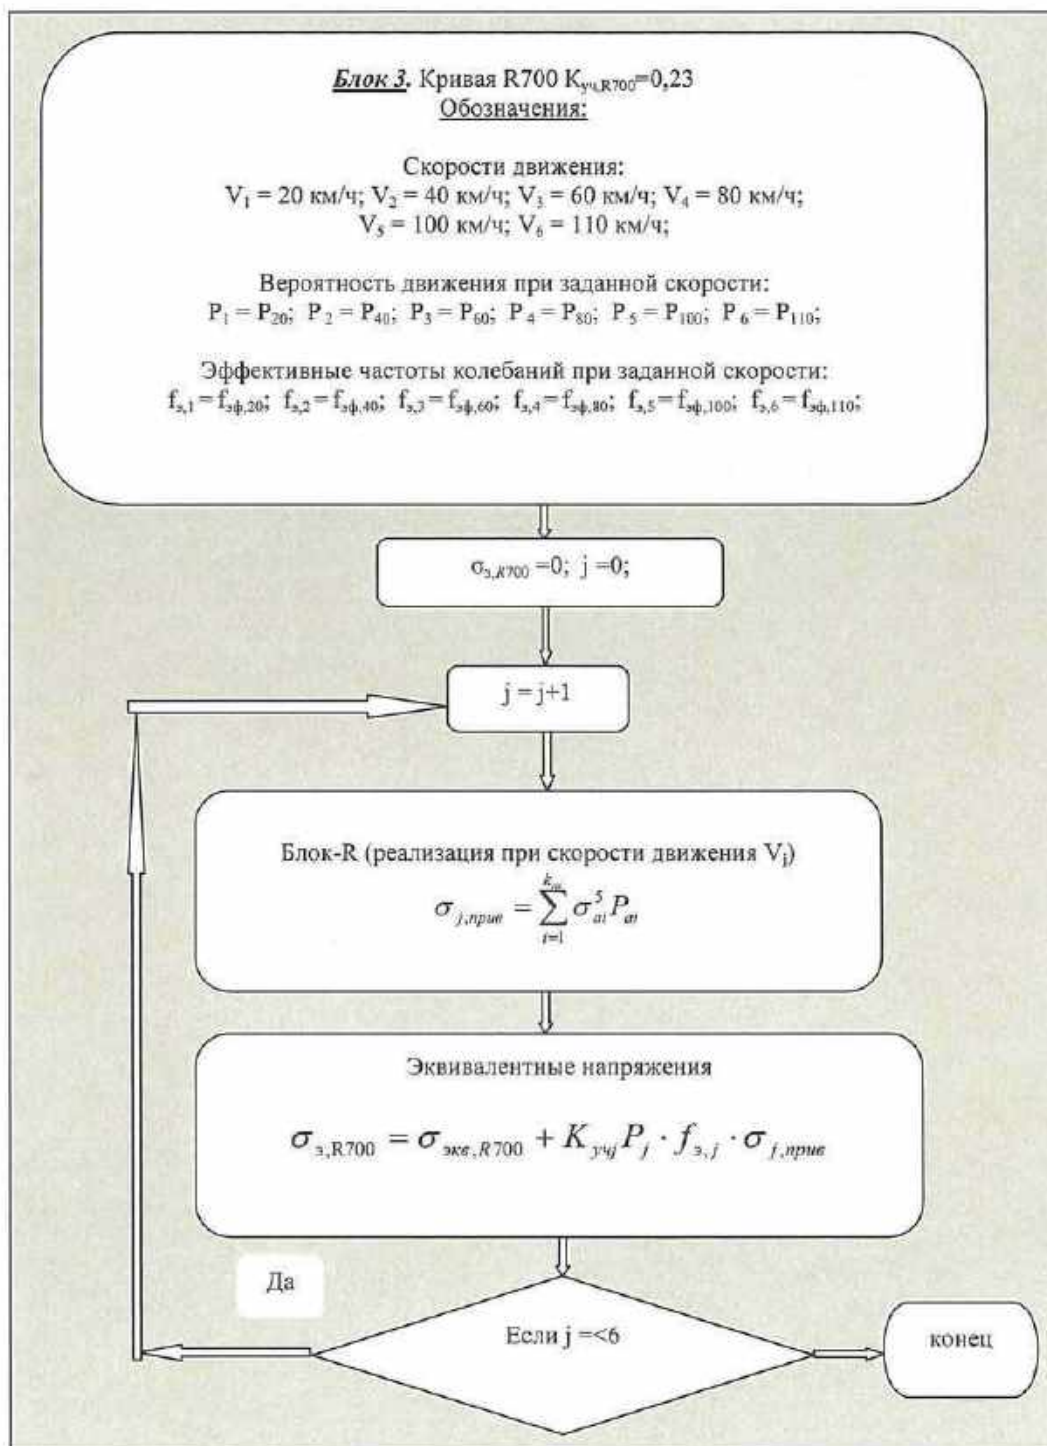 Блок 3. Кривая R700 Kуч,R700=0,23
Обозначения:
Скорости движения:
V1 = 20 км/ч; V2 = 40 км/ч; V3 = 60 км/ч; V4 = 80 км/ч;
V5 = 100 км/ч; V6 = 110 км/ч;
Вероятность движения при заданной скорости:
P1 = P20; P2 = P40; P3 = P60; P4 = P80; P5 = P100; P6 = P110;
Эффективные частоты колебаний при заданной скорости:
fэ,1 = fэф,20; fэ,2 = fэф,40; fэ,3 = fэф,60; fэ,4 = fэф,80; fэ,5 = fэф,100; fэ,6 = fэф,110;
σэ,R700 =0; j =0;
j = j+1
Блок-R (реализация при скорости движения Vj)
σj,прив = ∑ i=1 σai^5 Pai
Эквивалентные напряжения
σэ,R700 = σэкв,R700 + Kучj Pj · fэ,j · σj,прив
Да
Если j =<6
конец